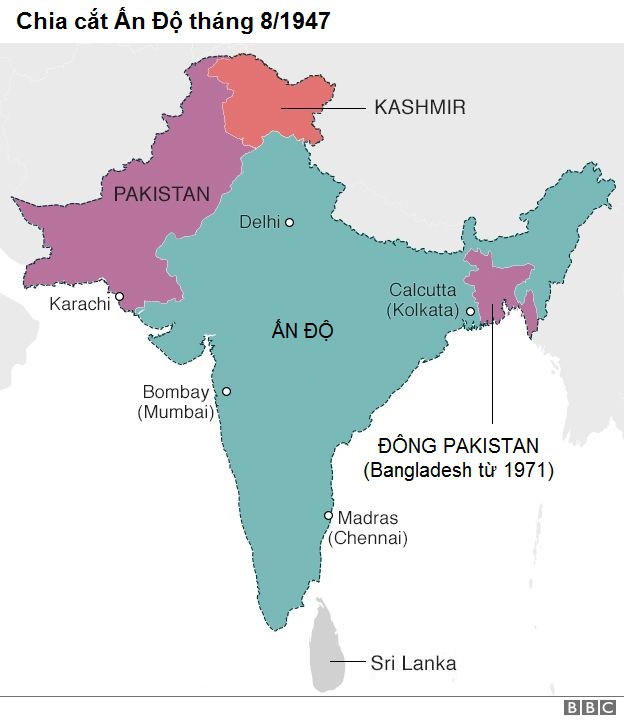 Chia cắt Ấn Độ tháng 8/1947
KASHMIR
PAKISTAN
Delhi
Karachi
Calcutta
(Kolkata)
ẤN ĐỘ
Bombay
(Mumbai)
ĐÔNG PAKISTAN
(Bangladesh từ 1971)
Madras
(Chennai)
Sri Lanka
BBC